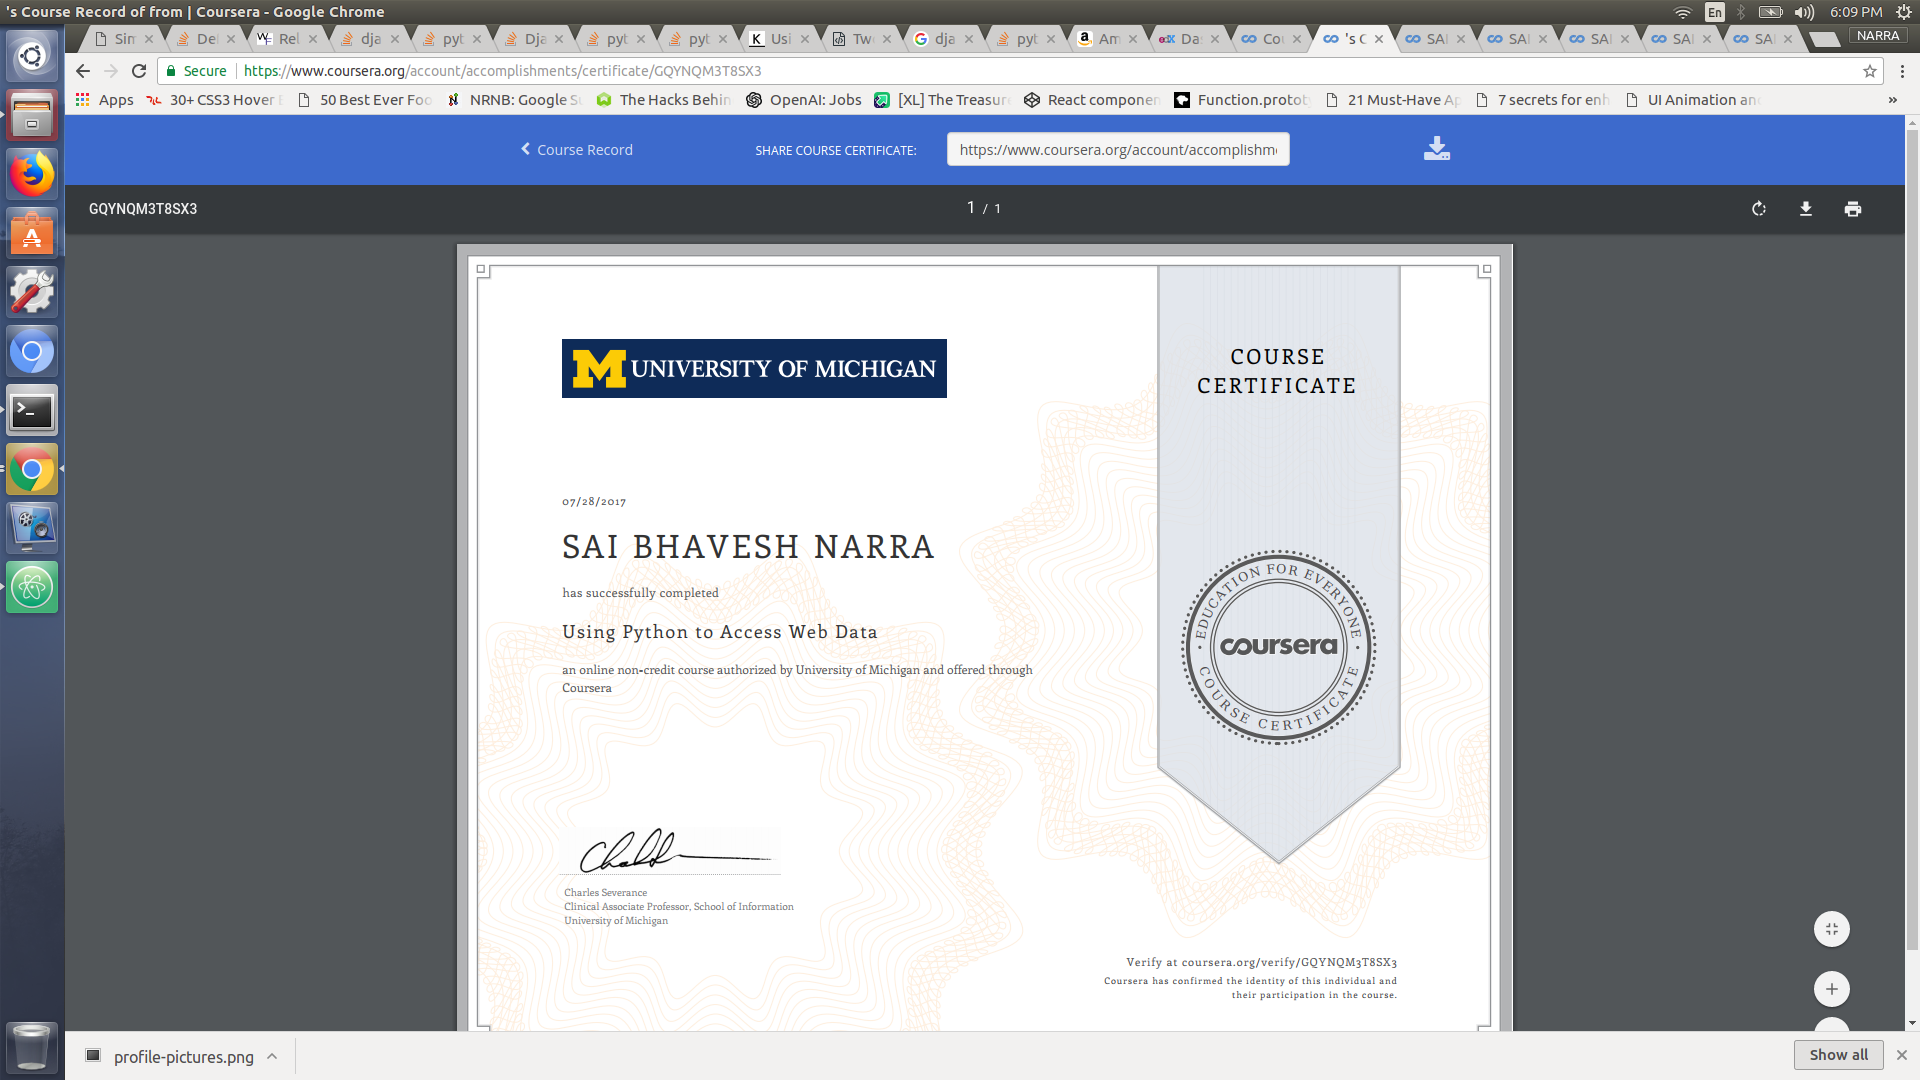 's Course Record of from | Coursera - Google Chrome
En
6:09 PM
Sim
Del
Rel
dja
pyt
Dja
pyt
pyt
Usi
Two
dja
pyt
Am
Da
Cou
's C
SAI
SAI
SAI
SAI
SAI
NARRA
Secure
https://www.coursera.org/account/accomplishments/certificate/GQYNQM3T8SX3
Apps
30+ CSS3 Hover
50 Best Ever Foo
NRNB: Google Su
The Hacks Behin
OpenAI: Jobs
[XL] The Treasur
React componen
Function.protot
21 Must-Have Ap
7 secrets for enh
UI Animation an
»
Course Record
SHARE COURSE CERTIFICATE:
https://www.coursera.org/account/accomplishm
GQYNQM3T8SX3
1 / 1
M UNIVERSITY OF MICHIGAN
COURSE
CERTIFICATE
07/28/2017
SAI BHAVESH NARRA
has successfully completed
Using Python to Access Web Data
an online non-credit course authorized by University of Michigan and offered through
Coursera
EDUCATION FOR EVERYONE
coursera
COURSE CERTIFICATE
Charles Severance
Clinical Associate Professor, School of Information
University of Michigan
Verify at coursera.org/verify/GQYNQM3T8SX3
Coursera has confirmed the identity of this individual and
their participation in the course.
profile-pictures.png
Show all